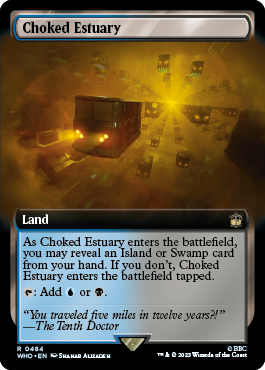 Choked Estuary
Land
As Choked Estuary enters the battlefield,
you may reveal an Island or Swamp card
from your hand. If you don't, Choked
Estuary enters the battlefield tapped.
: Add or .
"You traveled five miles in twelve years?!"
—The Tenth Doctor
R 0484
WHO • EN Shahab Alizadeh
© BBC
™ & © 2023 Wizards of the Coast